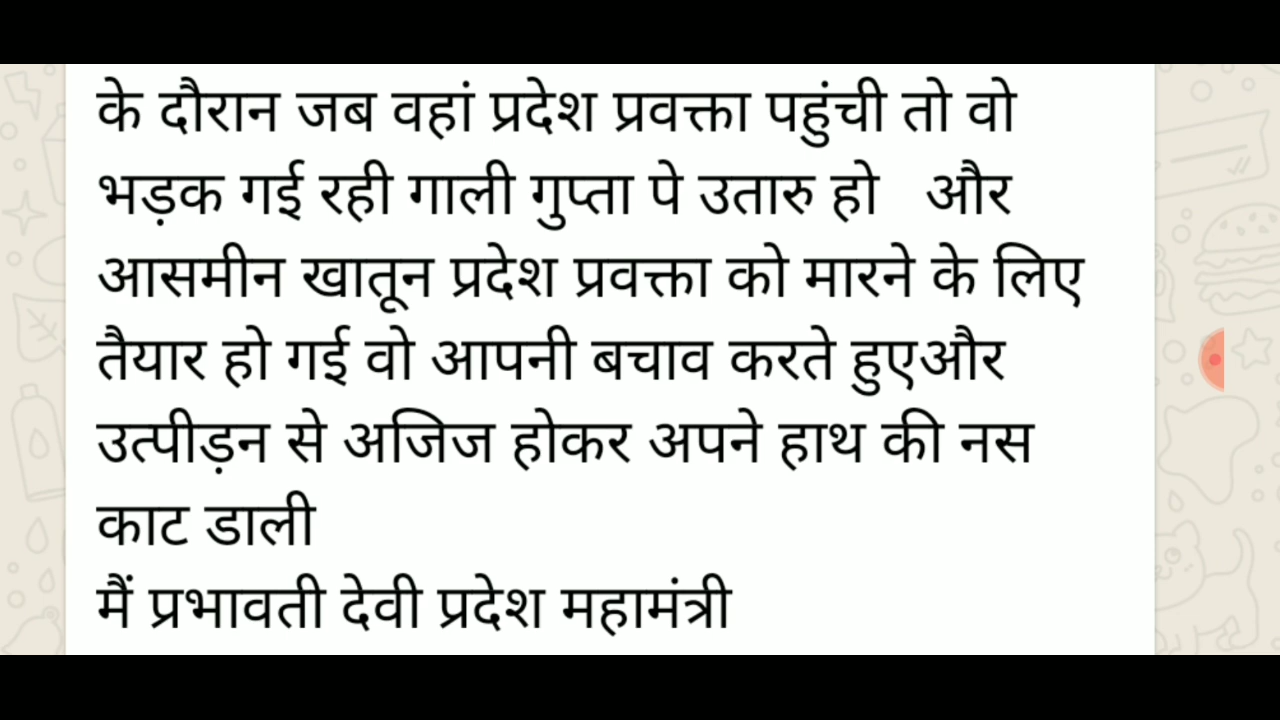 के दौरान जब वहां प्रदेश प्रवक्ता पहुंची तो वो
भड़क गई रही गाली गुप्ता पे उतारु हो   और
आसमीन खातून प्रदेश प्रवक्ता को मारने के लिए
तैयार हो गई वो आपनी बचाव करते हुएऔर
उत्पीड़न से अजिज होकर अपने हाथ की नस
काट डाली
मैं प्रभावती देवी प्रदेश महामंत्री